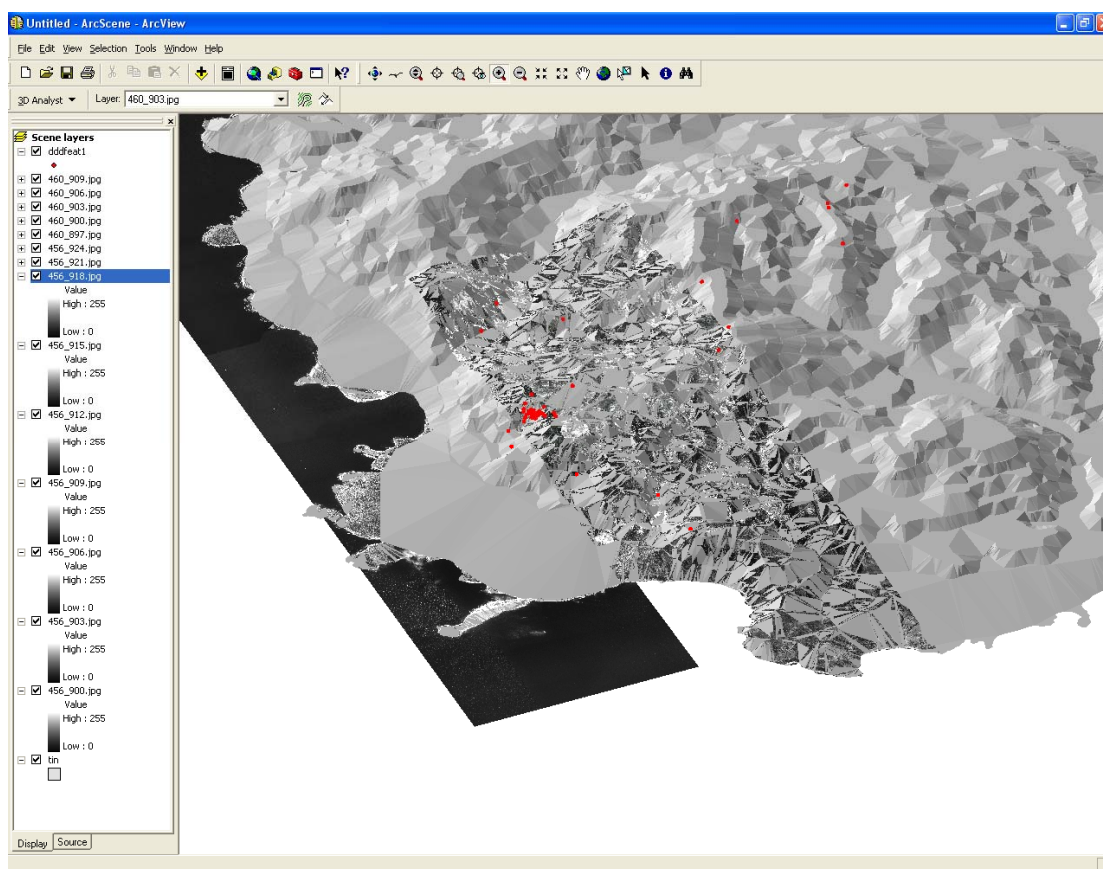 Untitled - ArcScene - ArcView
File Edit View Selection Tools Window Help
3D Analyst Layer: 460_903.jpg
Scene layers
dddfeat1
460_909.jpg
460_906.jpg
460_903.jpg
460_900.jpg
460_897.jpg
456_924.jpg
456_921.jpg
456_918.jpg
Value
High : 255
Low : 0
456_915.jpg
Value
High : 255
Low : 0
456_912.jpg
Value
High : 255
Low : 0
456_909.jpg
Value
High : 255
Low : 0
456_906.jpg
Value
High : 255
Low : 0
456_903.jpg
Value
High : 255
Low : 0
456_900.jpg
Value
High : 255
Low : 0
tin
Display Source